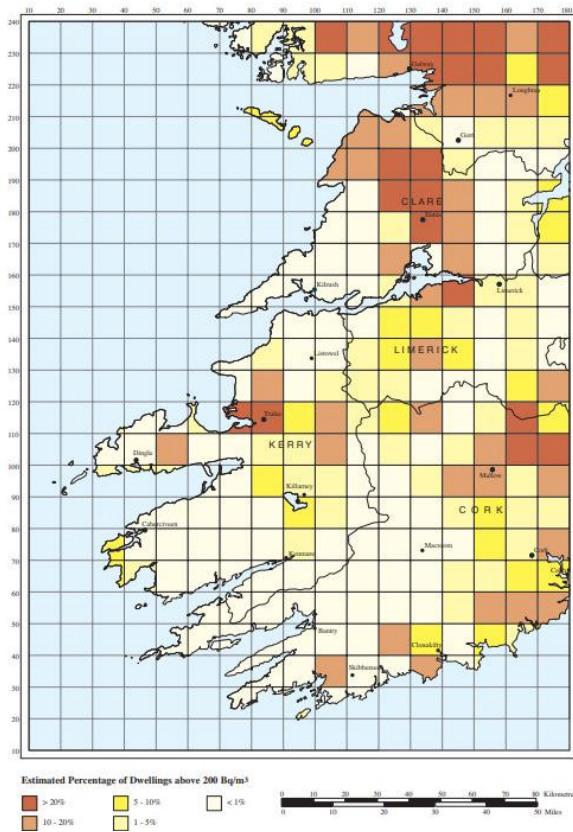 10 20 30 40 50 60 70 80 90 100 110 120 130 140 150 160 170 180
240
230
Galway
220
Loughrea
210
Gort
200
190
CLARE
180
Ennis
170
160
Kilrush
Limerick
150
140
LIMERICK
Listowel
130
120
Tralee
110
KERRY
Dingle
100
Mallow
90
Killarney
CORK
80
Cahirciveen
Macroom
Cork
70
Kenmare
60
50
Bantry
Clonakilty
40
Skibbereen
30
20
10
Estimated Percentage of Dwellings above 200 Bq/m³
> 20% 5 - 10% < 1%
10 - 20% 1 - 5%
0 10 20 30 40 50 60 70 80 Kilometres
0 10 20 30 40 50 Miles